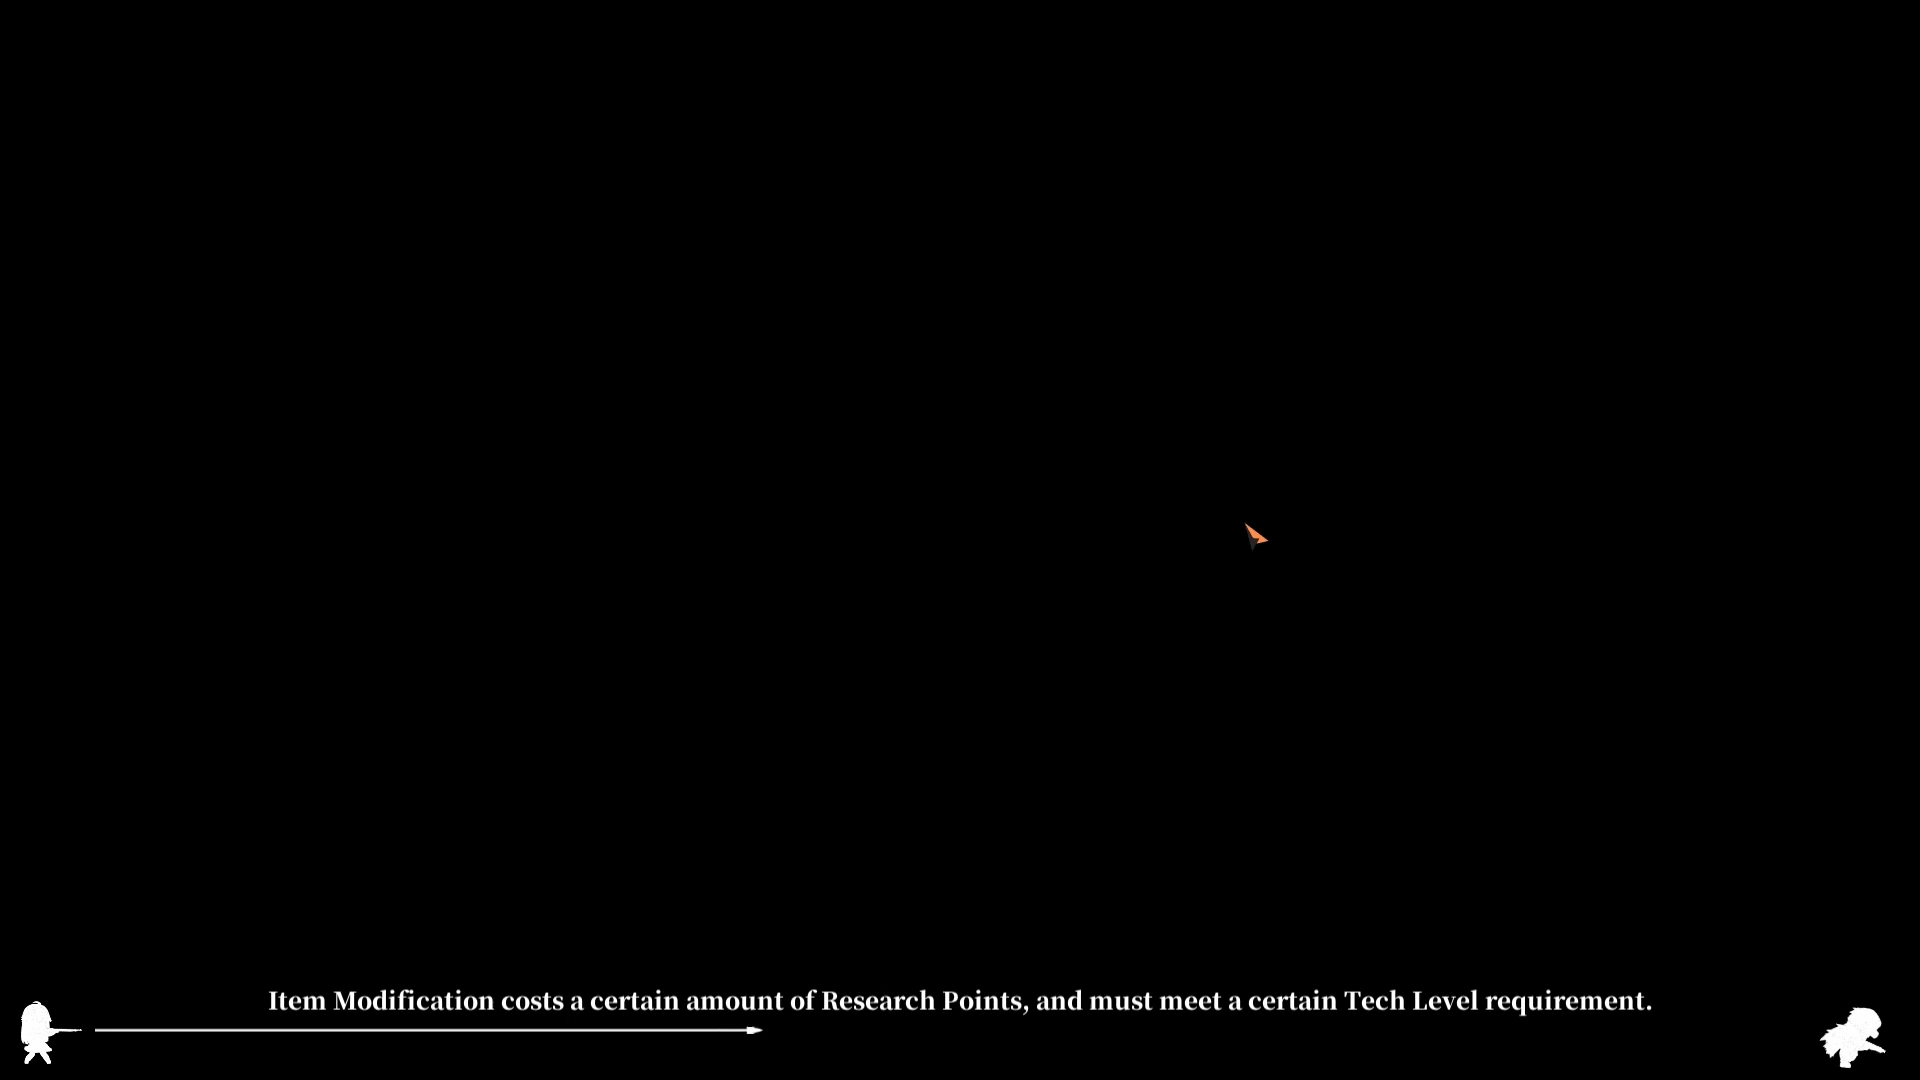 Item Modification costs a certain amount of Research Points, and must meet a certain Tech Level requirement.